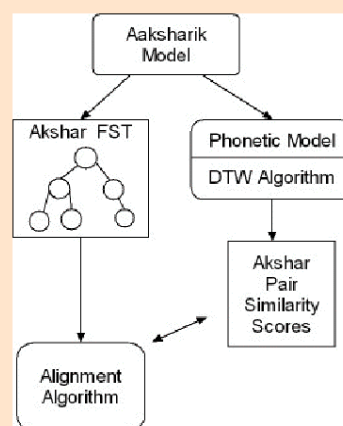 Aaksharik
Model
Akshar FST
Phonetic Model
DTW Algorithm
Akshar
Pair
Similarity
Scores
Alignment
Algorithm